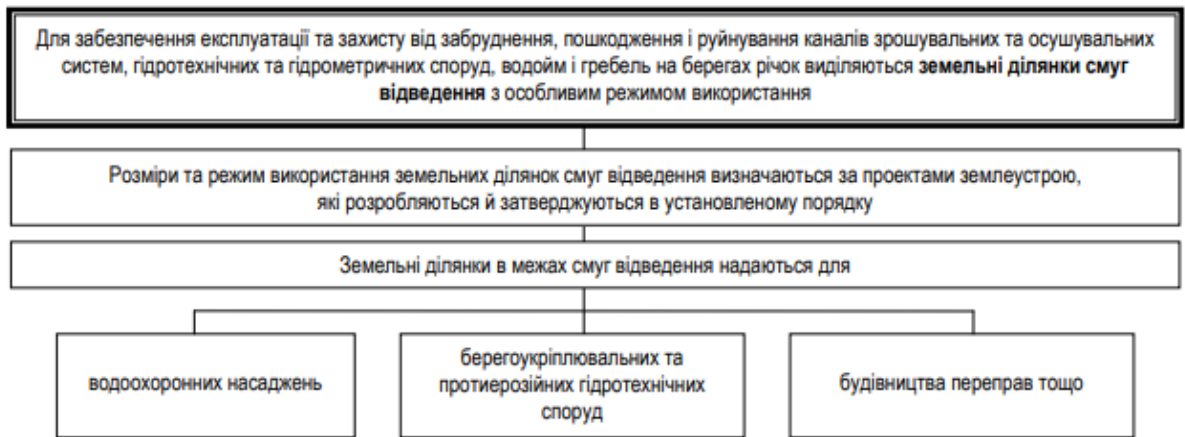 Для забезпечення експлуатації та захисту від забруднення, пошкодження і руйнування каналів зрошувальних та осушувальних
систем, гідротехнічних та гідрометричних споруд, водойм і гребель на берегах річок виділяються земельні ділянки смуг
відведення з особливим режимом використання
Розміри та режим використання земельних ділянок смуг відведення визначаються за проектами землеустрою,
які розробляються й затверджуються в установленому порядку
Земельні ділянки в межах смуг відведення надаються для
водоохоронних насаджень
берегоукріплювальних та
протиерозійних гідротехнічних
споруд
будівництва переправ тощо